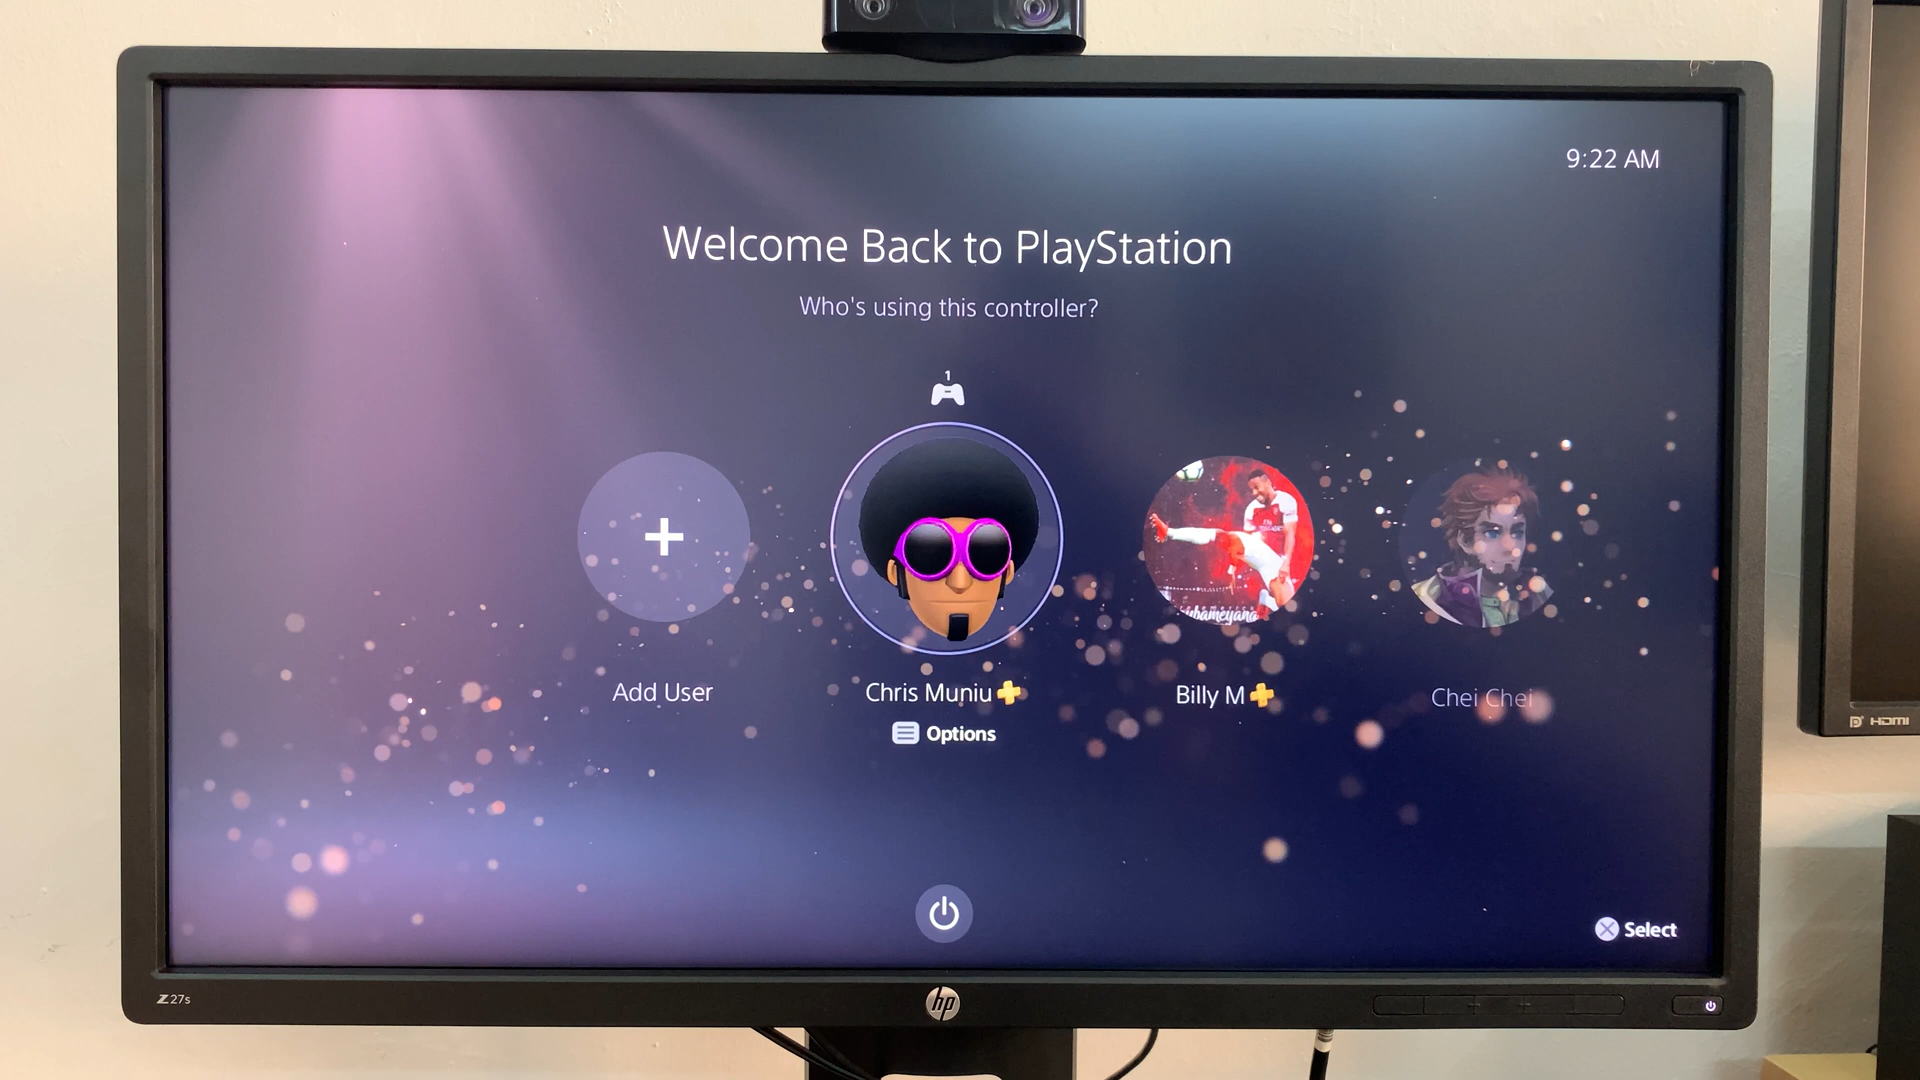 9:22 AM
Welcome Back to PlayStation
Who's using this controller?
1
Add User
Chris Muniu
Billy M
Chei Chei
Options
Select
Z27s
hp
HDMI
ubameyang